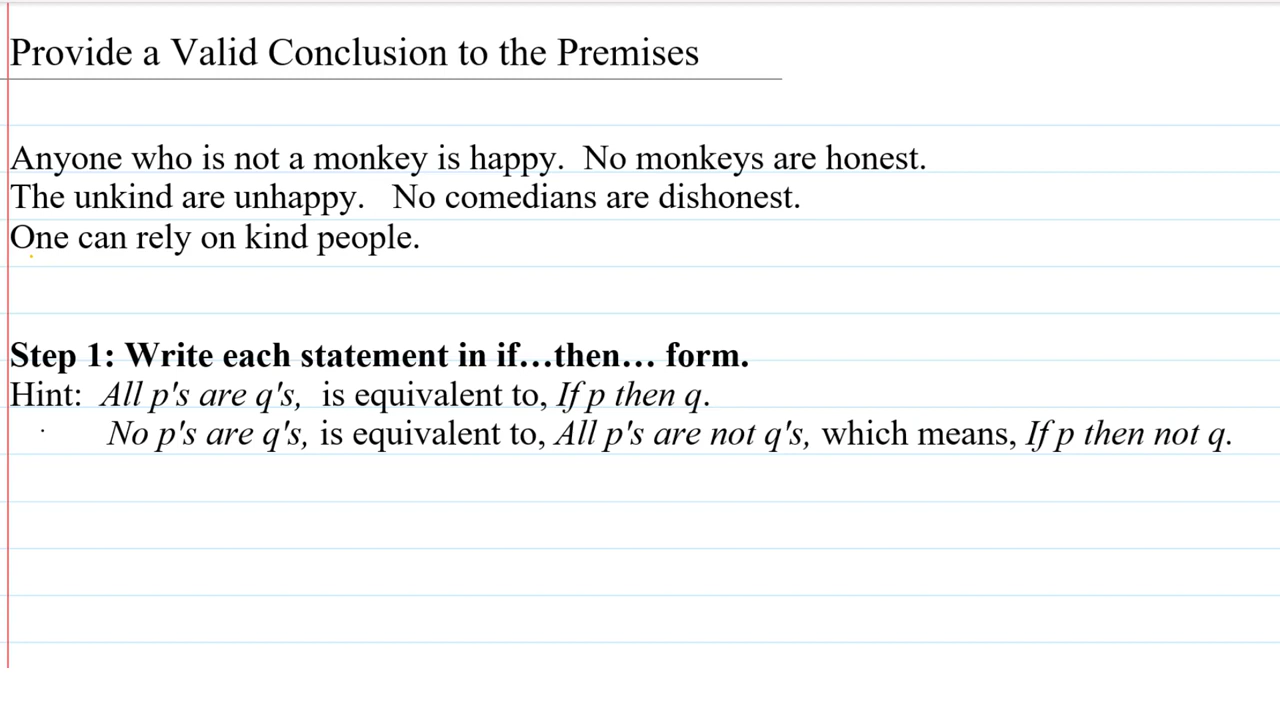 Provide a Valid Conclusion to the Premises
Anyone who is not a monkey is happy.  No monkeys are honest.
The unkind are unhappy.   No comedians are dishonest.
One can rely on kind people.
Step 1: Write each statement in if…then… form.
Hint:  All p's are q's,  is equivalent to, If p then q.
No p's are q's, is equivalent to, All p's are not q's, which means, If p then not q.